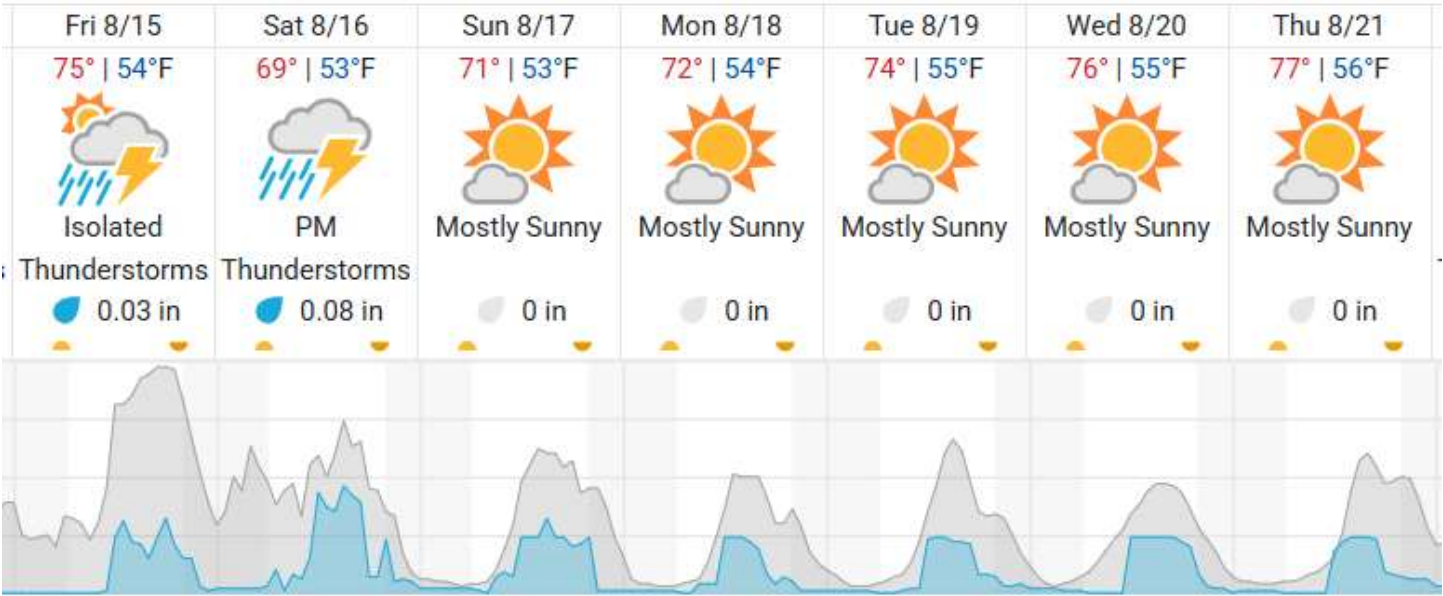 Fri 8/15 Sat 8/16 Sun 8/17 Mon 8/18 Tue 8/19 Wed 8/20 Thu 8/21
75° | 54°F 69° | 53°F 71° | 53°F 72° | 54°F 74° | 55°F 76° | 55°F 77° | 56°F
Isolated PM Mostly Sunny Mostly Sunny Mostly Sunny Mostly Sunny Mostly Sunny
Thunderstorms Thunderstorms
0.03 in 0.08 in 0 in 0 in 0 in 0 in 0 in